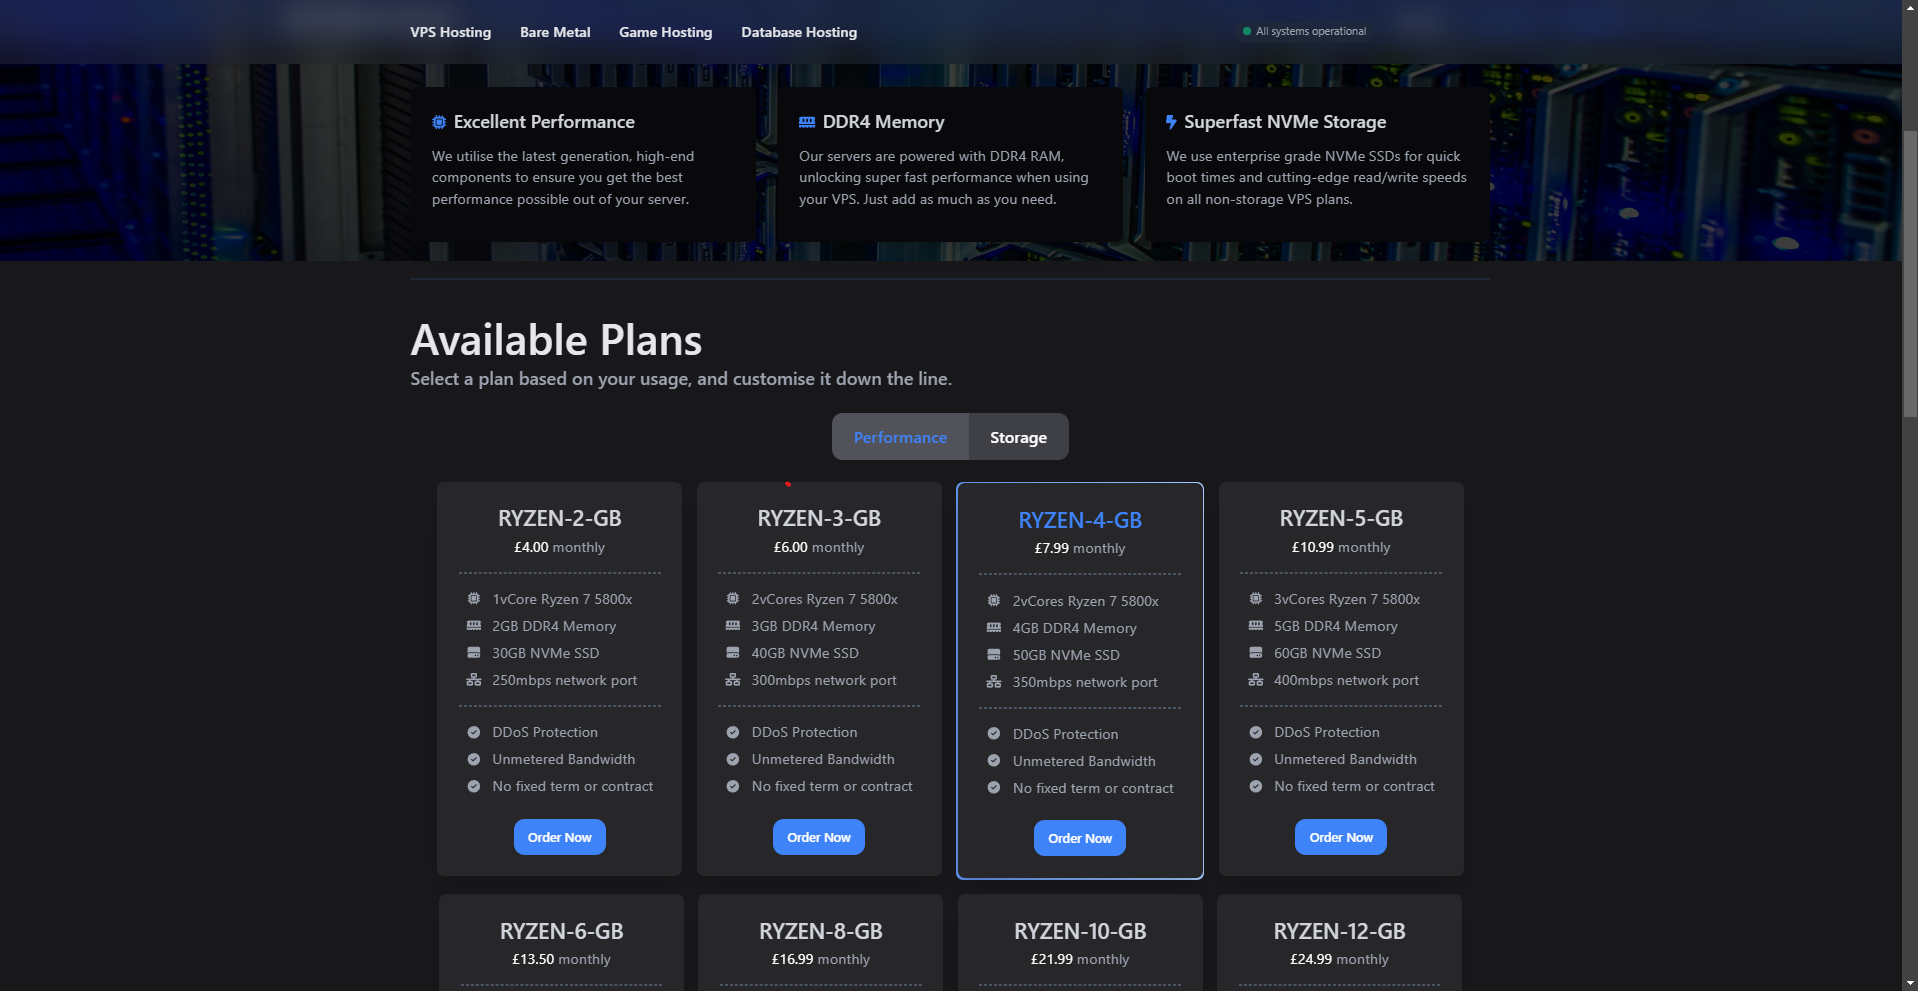 VPS Hosting
Bare Metal
Game Hosting
Database Hosting
All systems operational
Excellent Performance
We utilise the latest generation, high-end
components to ensure you get the best
performance possible out of your server.
DDR4 Memory
Our servers are powered with DDR4 RAM,
unlocking super fast performance when using
your VPS. Just add as much as you need.
Superfast NVMe Storage
We use enterprise grade NVMe SSDs for quick
boot times and cutting-edge read/write speeds
on all non-storage VPS plans.
Available Plans
Select a plan based on your usage, and customise it down the line.
Performance
Storage
RYZEN-2-GB
£4.00 monthly
1vCore Ryzen 7 5800x
2GB DDR4 Memory
30GB NVMe SSD
250mbps network port
DDoS Protection
Unmetered Bandwidth
No fixed term or contract
Order Now
RYZEN-3-GB
£6.00 monthly
2vCores Ryzen 7 5800x
3GB DDR4 Memory
40GB NVMe SSD
300mbps network port
DDoS Protection
Unmetered Bandwidth
No fixed term or contract
Order Now
RYZEN-4-GB
£7.99 monthly
2vCores Ryzen 7 5800x
4GB DDR4 Memory
50GB NVMe SSD
350mbps network port
DDoS Protection
Unmetered Bandwidth
No fixed term or contract
Order Now
RYZEN-5-GB
£10.99 monthly
3vCores Ryzen 7 5800x
5GB DDR4 Memory
60GB NVMe SSD
400mbps network port
DDoS Protection
Unmetered Bandwidth
No fixed term or contract
Order Now
RYZEN-6-GB
£13.50 monthly
RYZEN-8-GB
£16.99 monthly
RYZEN-10-GB
£21.99 monthly
RYZEN-12-GB
£24.99 monthly